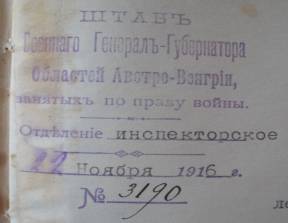 ШТАБЪ
Военнаго Генералъ-Губернатора
Областей Австро-Венгріи,
занятыхъ по праву войны.
Отдѣленіе инспекторское
22 Ноября 1916 г.
№ 3190